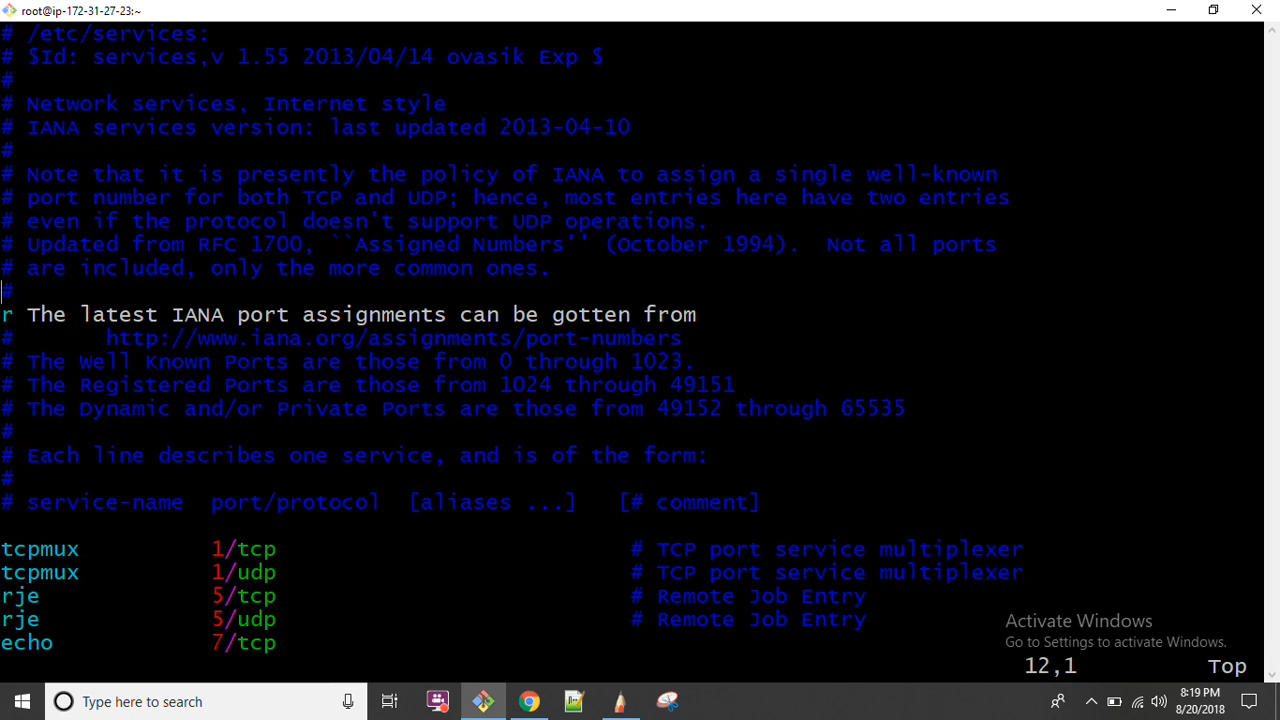 root@ip-172-31-27-23:~
# /etc/services:
# $Id: services,v 1.55 2013/04/14 ovasik Exp $
#
# Network services, Internet style
# IANA services version: last updated 2013-04-10
#
# Note that it is presently the policy of IANA to assign a single well-known
# port number for both TCP and UDP; hence, most entries here have two entries
# even if the protocol doesn't support UDP operations.
# Updated from RFC 1700, ``Assigned Numbers'' (October 1994).  Not all ports
# are included, only the more common ones.
#
r The latest IANA port assignments can be gotten from
#       http://www.iana.org/assignments/port-numbers
# The Well Known Ports are those from 0 through 1023.
# The Registered Ports are those from 1024 through 49151
# The Dynamic and/or Private Ports are those from 49152 through 65535
#
# Each line describes one service, and is of the form:
#
# service-name  port/protocol  [aliases ...]   [# comment]
tcpmux          1/tcp                           # TCP port service multiplexer
tcpmux          1/udp                           # TCP port service multiplexer
rje             5/tcp                           # Remote Job Entry
rje             5/udp                           # Remote Job Entry
echo            7/tcp
Activate Windows
Go to Settings to activate Windows.
12,1 Top
Type here to search
8:19 PM
8/20/2018